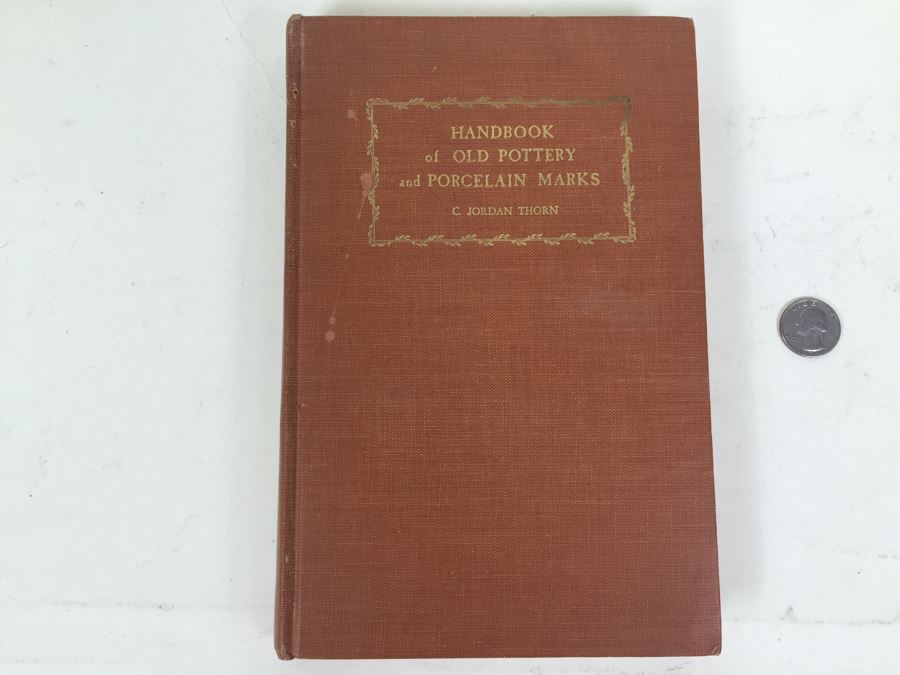 HANDBOOK
of OLD POTTERY
and PORCELAIN MARKS
C. JORDAN THORN